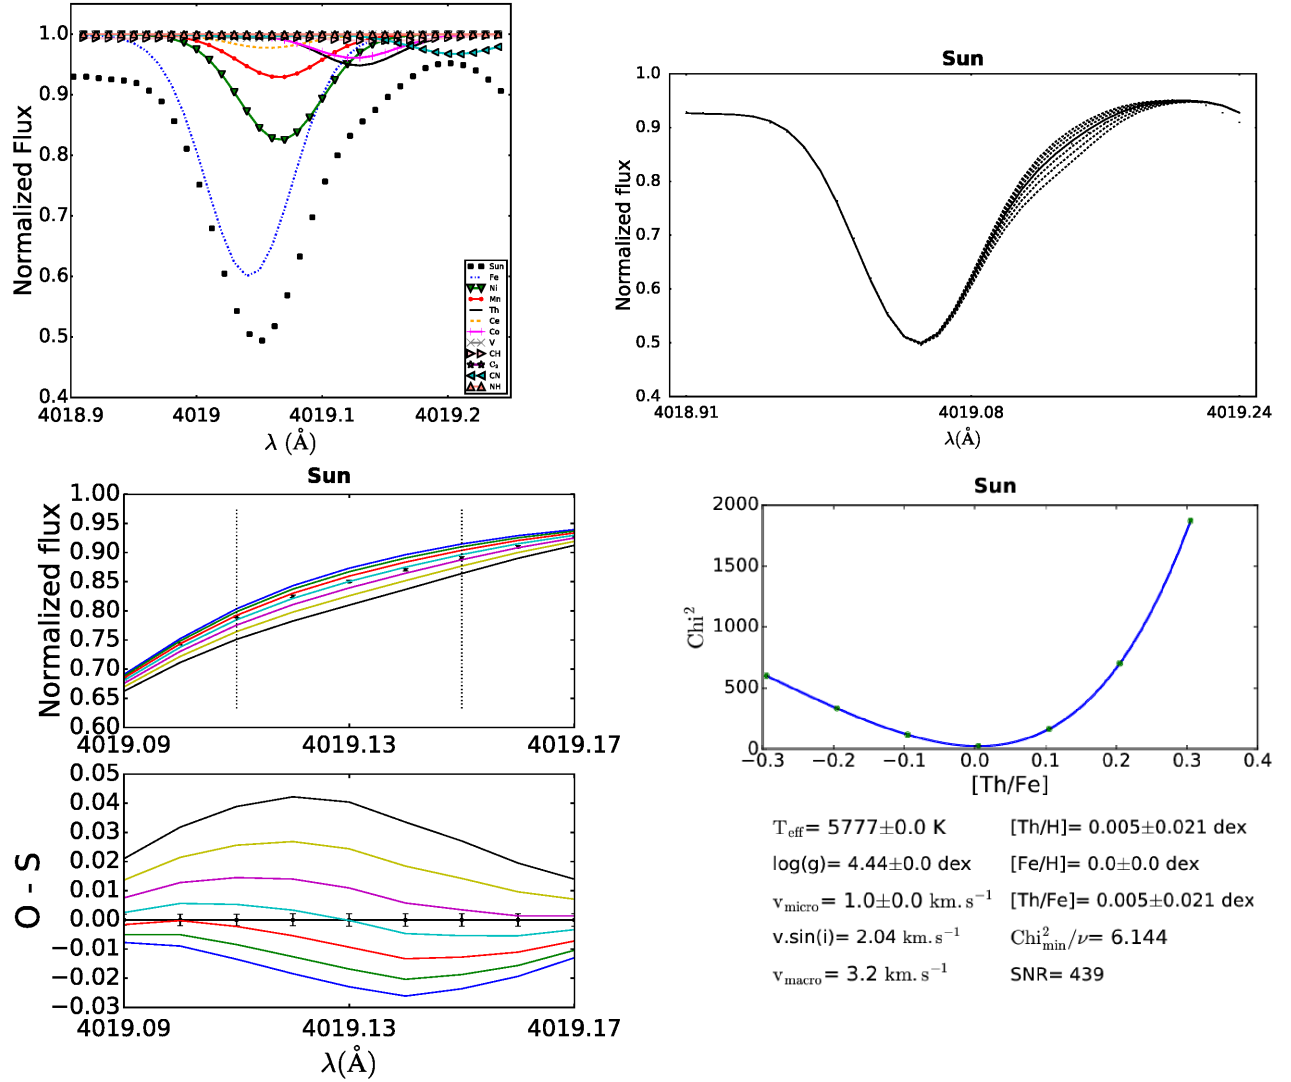 1.0
0.9
0.8
0.7
0.6
0.5
0.4
Normalized Flux
4018.9 4019 4019.1 4019.2
λ (Å)
Sun
Fe
Ni
Mn
Th
Ce
Co
V
CH
C₂
CN
NH
Sun
1.0
0.9
0.8
0.7
0.6
0.5
0.4
Normalized flux
4018.91 4019.08 4019.24
λ(Å)
Sun
1.00
0.95
0.90
0.85
0.80
0.75
0.70
0.65
0.60
Normalized flux
4019.09 4019.13 4019.17
0.05
0.04
0.03
0.02
0.01
0.00
−0.01
−0.02
−0.03
O - S
4019.09 4019.13 4019.17
λ(Å)
Sun
2000
1500
1000
500
0
Chi²
−0.3 −0.2 −0.1 0.0 0.1 0.2 0.3 0.4
[Th/Fe]
T_eff= 5777±0.0 K [Th/H]= 0.005±0.021 dex
log(g)= 4.44±0.0 dex [Fe/H]= 0.0±0.0 dex
v_micro= 1.0±0.0 km.s⁻¹ [Th/Fe]= 0.005±0.021 dex
v.sin(i)= 2.04 km.s⁻¹ Chi²_min/ν= 6.144
v_macro= 3.2 km.s⁻¹ SNR= 439